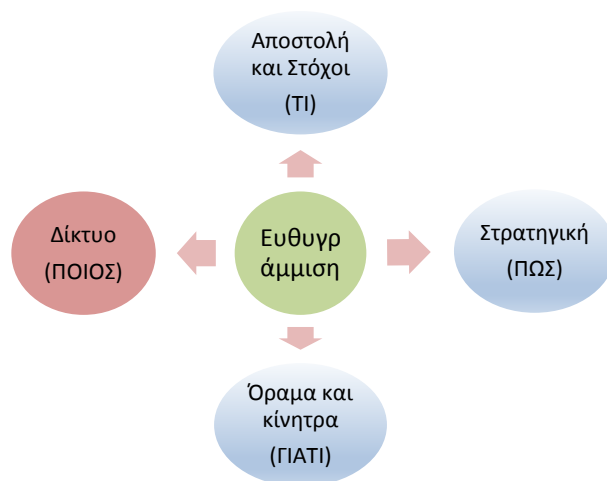 Αποστολή
και Στόχοι
(ΤΙ)
Δίκτυο
(ΠΟΙΟΣ)
Ευθυγρ
άμμιση
Στρατηγική
(ΠΩΣ)
Όραμα και
κίνητρα
(ΓΙΑΤΙ)